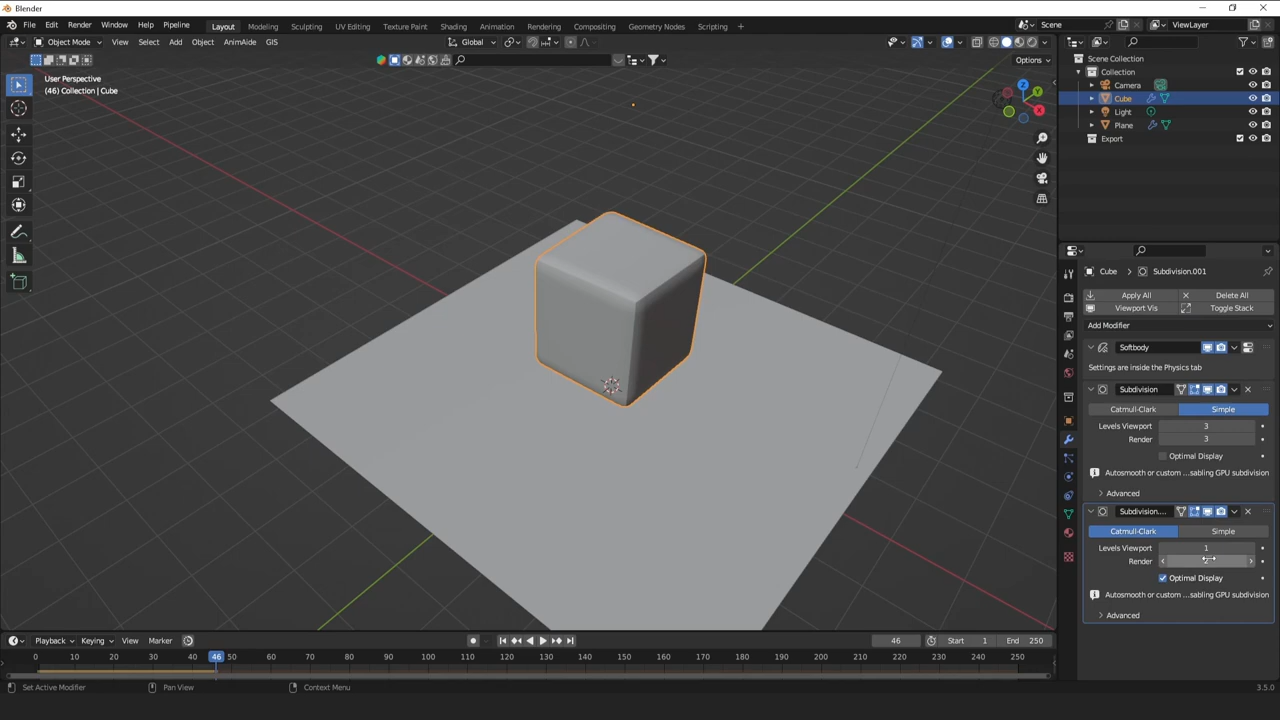 Blender
File Edit Render Window Help Pipeline
Layout Modeling Sculpting UV Editing Texture Paint Shading Animation Rendering Compositing Geometry Nodes Scripting +
Scene
ViewLayer
Object Mode View Select Add Object AnimAide GIS
Global
Options
User Perspective
(46) Collection | Cube
Scene Collection
Collection
Camera
Cube
Light
Plane
Export
Cube > Subdivision.001
Apply All Delete All
Viewport Vis Toggle Stack
Add Modifier
Softbody
Settings are inside the Physics tab
Subdivision
Catmull-Clark Simple
Levels Viewport 3
Render 3
Optimal Display
Autosmooth or custom ...sabling GPU subdivision
Advanced
Subdivision....
Catmull-Clark Simple
Levels Viewport 1
Render
Optimal Display
Autosmooth or custom ...sabling GPU subdivision
Advanced
Playback Keying View Marker
46 Start 1 End 250
0 10 20 30 40 46 50 60 70 80 90 100 110 120 130 140 150 160 170 180 190 200 210 220 230 240 250
Set Active Modifier Pan View Context Menu
3.5.0